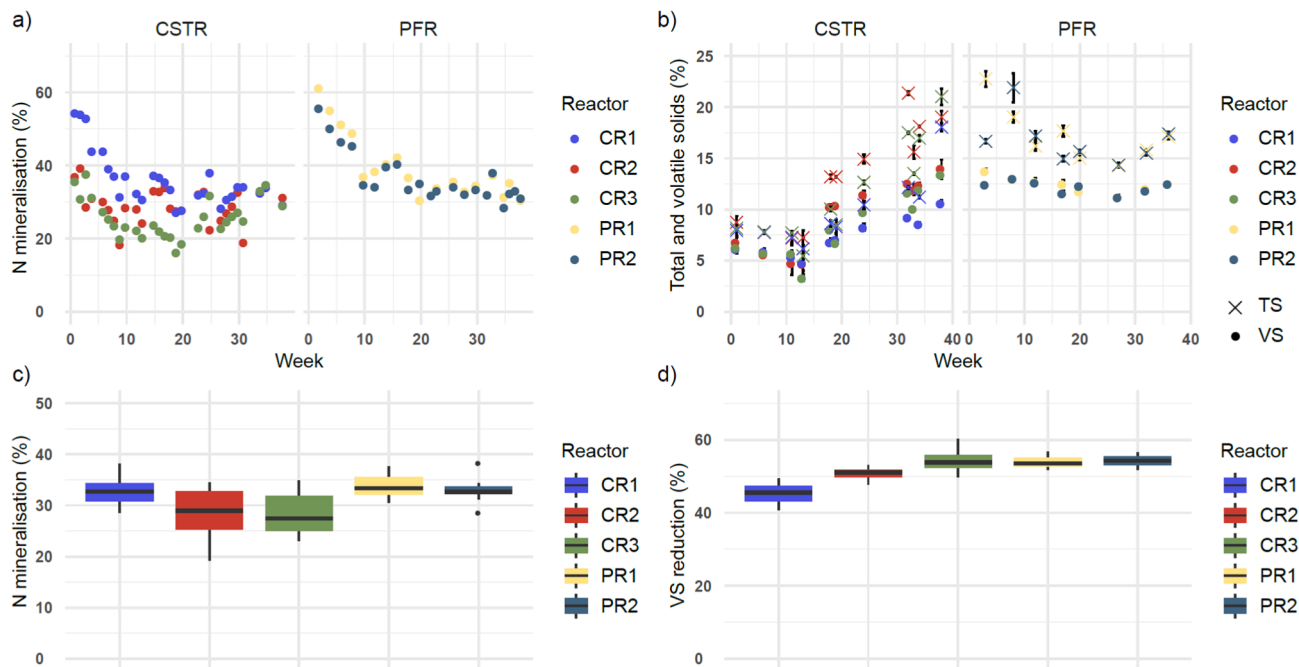 a)
CSTR
PFR
N mineralisation (%)
60
40
20
0
0
10
20
30
0
10
20
30
Week
Reactor
CR1
CR2
CR3
PR1
PR2
b)
CSTR
PFR
Total and volatile solids (%)
25
20
15
10
5
0
0
10
20
30
40
0
10
20
30
40
Week
Reactor
CR1
CR2
CR3
PR1
PR2
TS
VS
c)
N mineralisation (%)
50
40
30
20
10
0
Reactor
CR1
CR2
CR3
PR1
PR2
d)
VS reduction (%)
60
40
20
0
Reactor
CR1
CR2
CR3
PR1
PR2